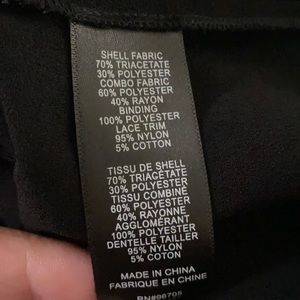 SHELL FABRIC
70% TRIACETATE
30% POLYESTER
COMBO FABRIC
60% POLYESTER
40% RAYON
BINDING
100% POLYESTER
LACE TRIM
95% NYLON
5% COTTON
TISSU DE SHELL
70% TRIACÉTATE
30% POLYESTER
TISSU COMBINÉ
60% POLYESTER
40% RAYONNE
AGGLOMÉRANT
100% POLYESTER
DENTELLE TAILLER
95% NYLON
5% COTON
MADE IN CHINA
FABRIQUE EN CHINE
RN#96705